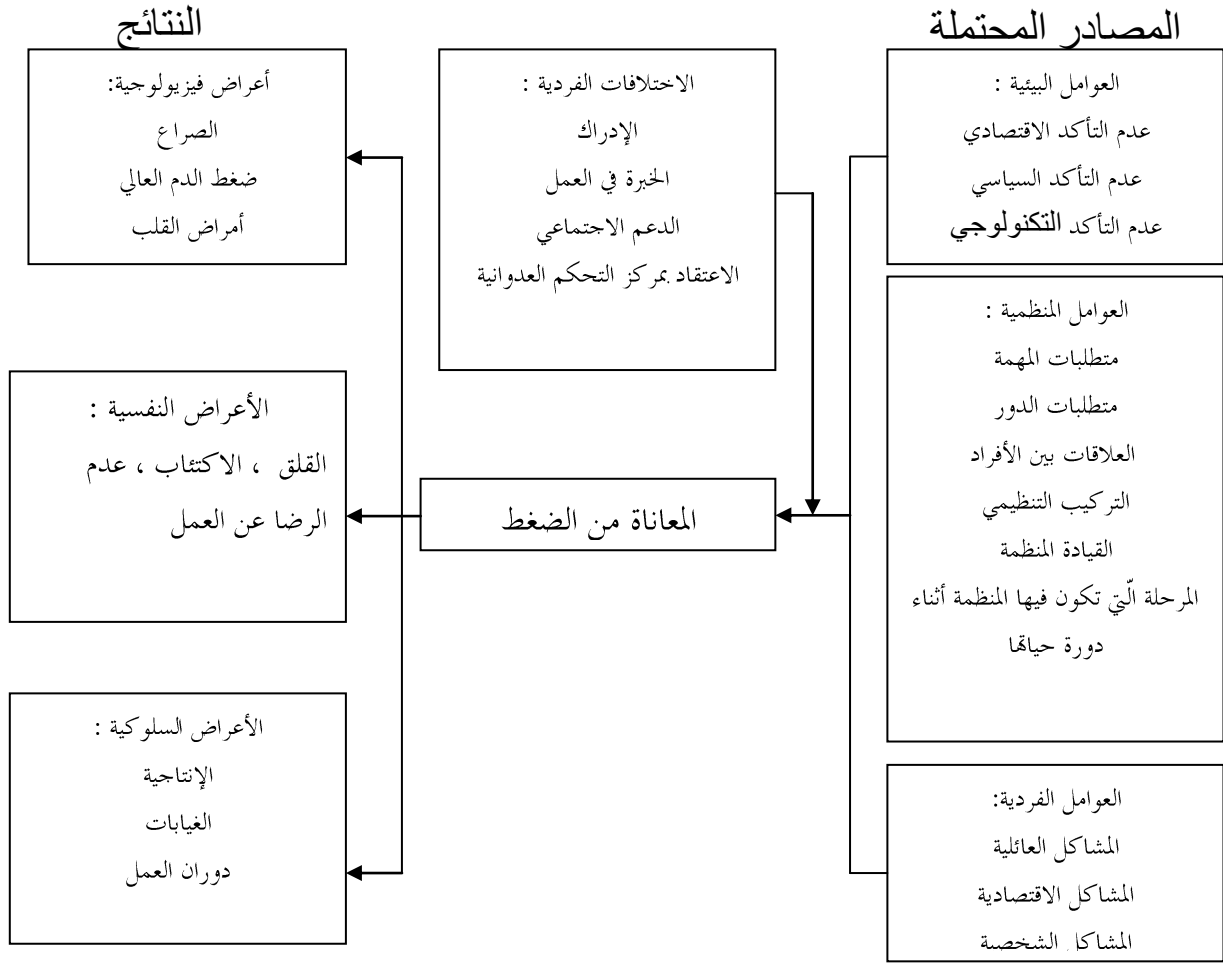 المصادر المحتملة
العوامل البيئية :
عدم التأكد الاقتصادي
عدم التأكد السياسي
عدم التأكد التكنولوجي
العوامل المنظمية :
متطلبات المهمة
متطلبات الدور
العلاقات بين الأفراد
التركيب التنظيمي
القيادة المنظمة
المرحلة الّتي تكون فيها المنظمة أثناء
دورة حياتها
العوامل الفردية:
المشاكل العائلية
المشاكل الاقتصادية
المشاكل الشخصية
الاختلافات الفردية :
الإدراك
الخبرة في العمل
الدعم الاجتماعي
الاعتقاد بمركز التحكم العدوانية
المعاناة من الضغط
النتائج
أعراض فيزيولوجية:
الصراع
ضغط الدم العالي
أمراض القلب
الأعراض النفسية :
القلق ، الاكتئاب ، عدم
الرضا عن العمل
الأعراض السلوكية :
الإنتاجية
الغيابات
دوران العمل